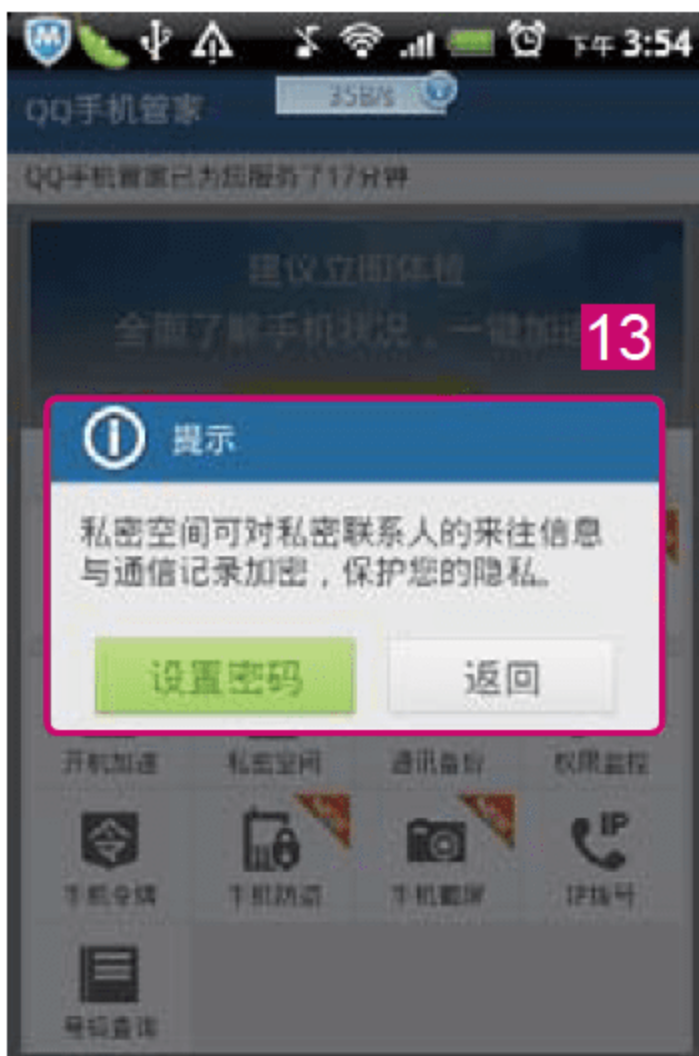 下午 3:54
QQ手机管家
35B/s
QQ手机管家已为您服务了17分钟
建议立即体检
全面了解手机状况，一键加速
13
提示
私密空间可对私密联系人的来往信息
与通信记录加密，保护您的隐私。
设置密码 返回
开机加速 私密空间 通讯备份 权限监控
IP
手机令牌 手机防盗 手机截屏 IP拨号
号码查询